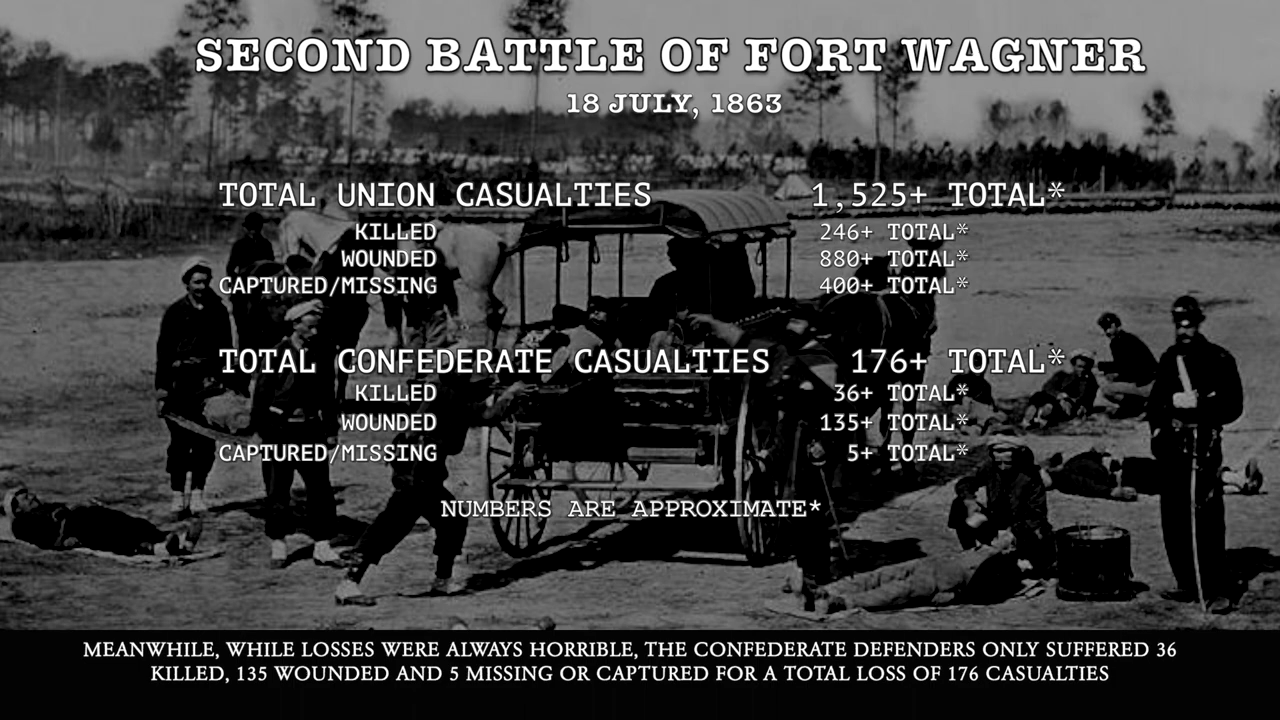 SECOND BATTLE OF FORT WAGNER
18 JULY, 1863
TOTAL UNION CASUALTIES 1,525+ TOTAL*
KILLED 246+ TOTAL*
WOUNDED 880+ TOTAL*
CAPTURED/MISSING 400+ TOTAL*
TOTAL CONFEDERATE CASUALTIES 176+ TOTAL*
KILLED 36+ TOTAL*
WOUNDED 135+ TOTAL*
CAPTURED/MISSING 5+ TOTAL*
NUMBERS ARE APPROXIMATE*
MEANWHILE, WHILE LOSSES WERE ALWAYS HORRIBLE, THE CONFEDERATE DEFENDERS ONLY SUFFERED 36
KILLED, 135 WOUNDED AND 5 MISSING OR CAPTURED FOR A TOTAL LOSS OF 176 CASUALTIES